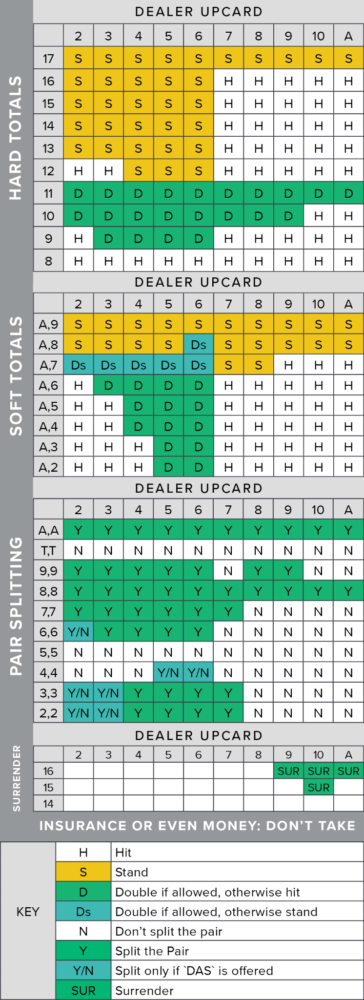 HARD TOTALS
DEALER UPCARD
2 3 4 5 6 7 8 9 10 A
17 S S S S S S S S S S
16 S S S S S H H H H H
15 S S S S S H H H H H
14 S S S S S H H H H H
13 S S S S S H H H H H
12 H H S S S H H H H H
11 D D D D D D D D D D
10 D D D D D D D D H H
9 H D D D D H H H H H
8 H H H H H H H H H H
SOFT TOTALS
DEALER UPCARD
2 3 4 5 6 7 8 9 10 A
A,9 S S S S S S S S S S
A,8 S S S S Ds S S S S S
A,7 Ds Ds Ds Ds Ds S S H H H
A,6 H D D D D H H H H H
A,5 H H D D D H H H H H
A,4 H H D D D H H H H H
A,3 H H H D D H H H H H
A,2 H H H D D H H H H H
PAIR SPLITTING
DEALER UPCARD
2 3 4 5 6 7 8 9 10 A
A,A Y Y Y Y Y Y Y Y Y Y
T,T N N N N N N N N N N
9,9 Y Y Y Y Y N Y Y N N
8,8 Y Y Y Y Y Y Y Y Y Y
7,7 Y Y Y Y Y Y N N N N
6,6 Y/N Y Y Y Y N N N N N
5,5 N N N N N N N N N N
4,4 N N N Y/N Y/N N N N N N
3,3 Y/N Y/N Y Y Y Y N N N N
2,2 Y/N Y/N Y Y Y Y N N N N
SURRENDER
DEALER UPCARD
2 3 4 5 6 7 8 9 10 A
16 SUR SUR SUR
15 SUR
14
INSURANCE OR EVEN MONEY: DON'T TAKE
KEY
H Hit
S Stand
D Double if allowed, otherwise hit
Ds Double if allowed, otherwise stand
N Don't split the pair
Y Split the Pair
Y/N Split only if `DAS` is offered
SUR Surrender